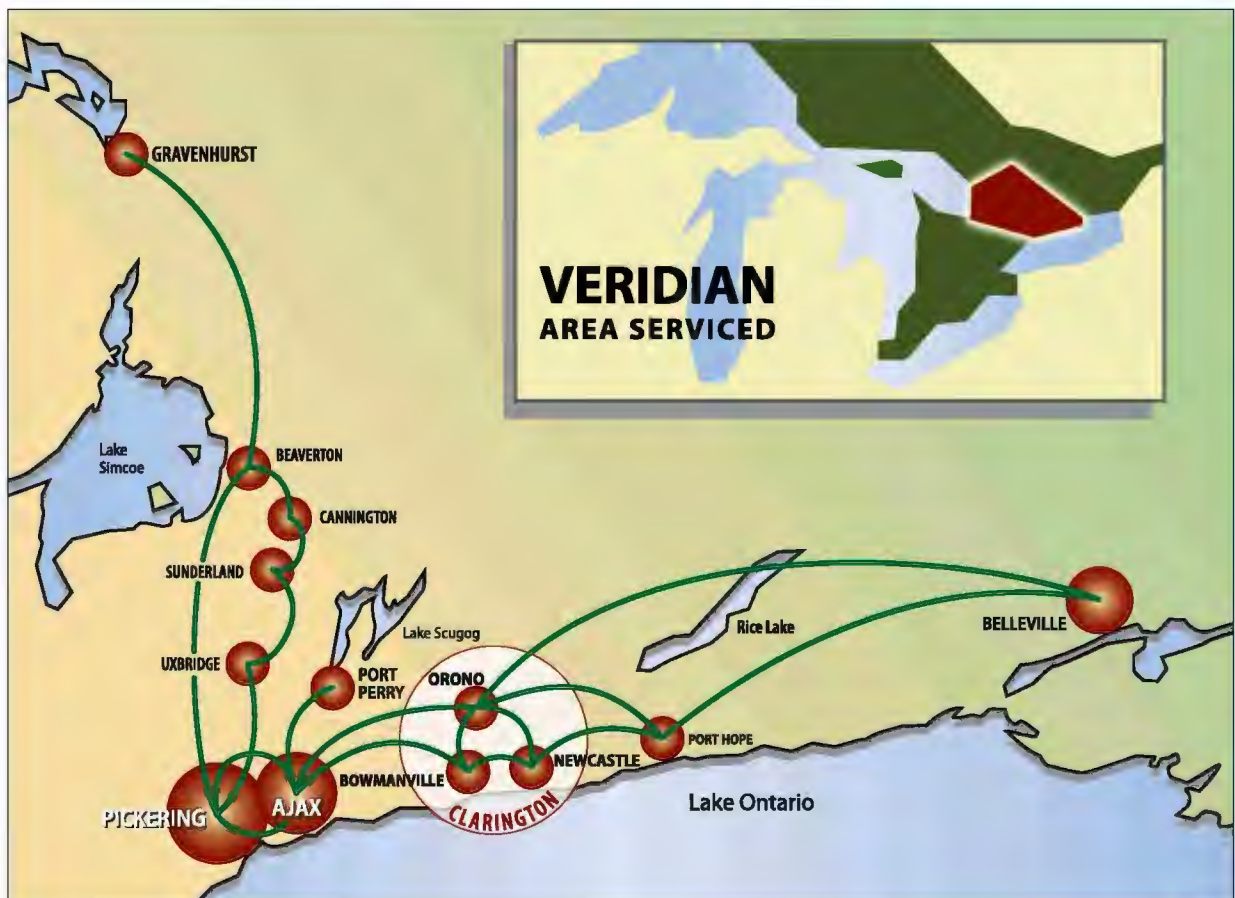 GRAVENHURST
VERIDIAN
AREA SERVICED
Lake
Simcoe
BEAVERTON
CANNINGTON
SUNDERLAND
Lake Scugog
Rice Lake
BELLEVILLE
UXBRIDGE
PORT
PERRY
ORONO
PORT HOPE
NEWCASTLE
BOWMANVILLE
CLARINGTON
PICKERING
AJAX
Lake Ontario